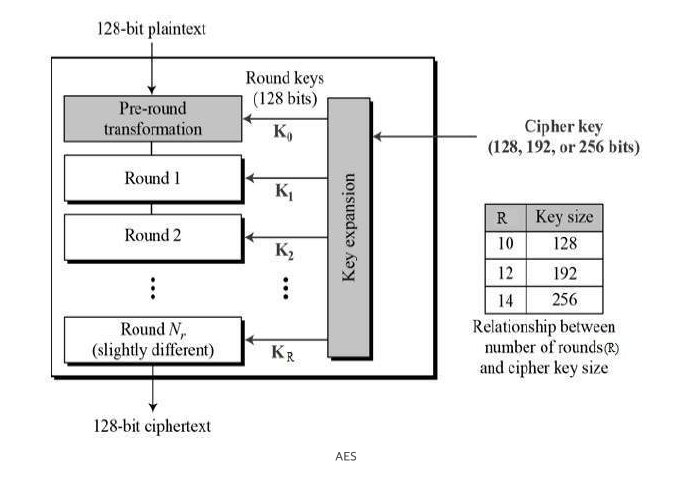 128-bit plaintext
Round keys
(128 bits)
Pre-round
transformation
K0
Cipher key
(128, 192, or 256 bits)
Round 1
K1
Key expansion
Round 2
K2
R Key size
10 128
12 192
14 256
Relationship between
number of rounds(R)
and cipher key size
Round Nr
(slightly different)
KR
128-bit ciphertext
AES